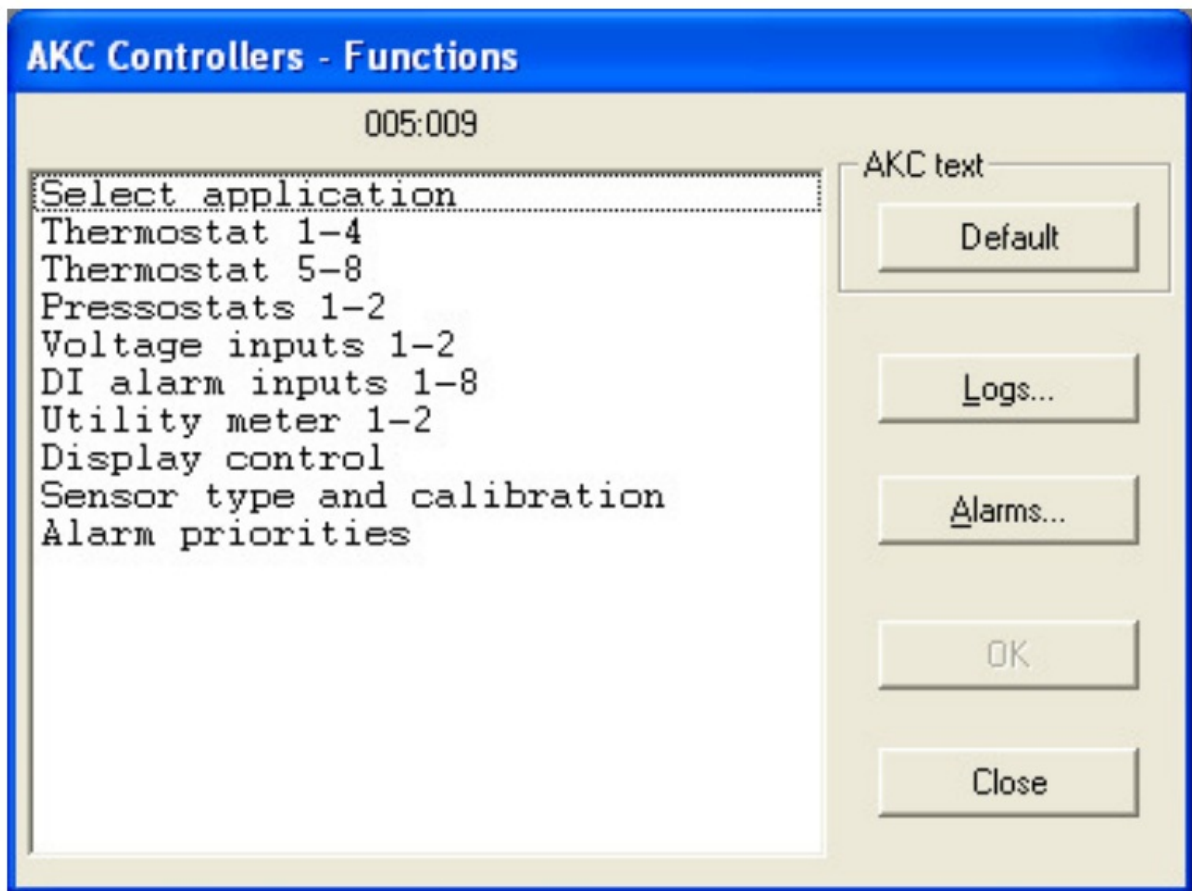 AKC Controllers - Functions
005:009
Select application
Thermostat 1-4
Thermostat 5-8
Pressostats 1-2
Voltage inputs 1-2
DI alarm inputs 1-8
Utility meter 1-2
Display control
Sensor type and calibration
Alarm priorities
AKC text
Default
Logs...
Alarms...
OK
Close